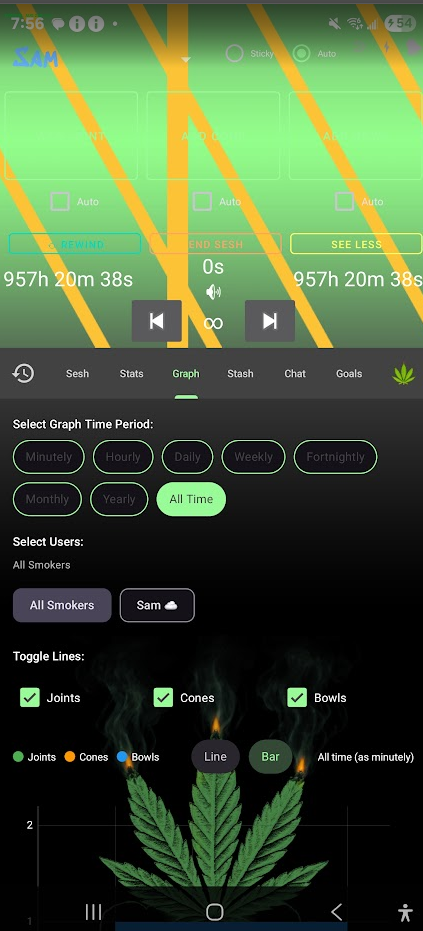 7:56
54
SAM
Sticky
Auto
Auto
Auto
Auto
REWIND
END SESH
SEE LESS
957h 20m 38s
0s
957h 20m 38s
∞
Sesh
Stats
Graph
Stash
Chat
Goals
Select Graph Time Period:
Minutely
Hourly
Daily
Weekly
Fortnightly
Monthly
Yearly
All Time
Select Users:
All Smokers
All Smokers
Sam
Toggle Lines:
Joints
Cones
Bowls
Joints
Cones
Bowls
Line
Bar
All time (as minutely)
2
1